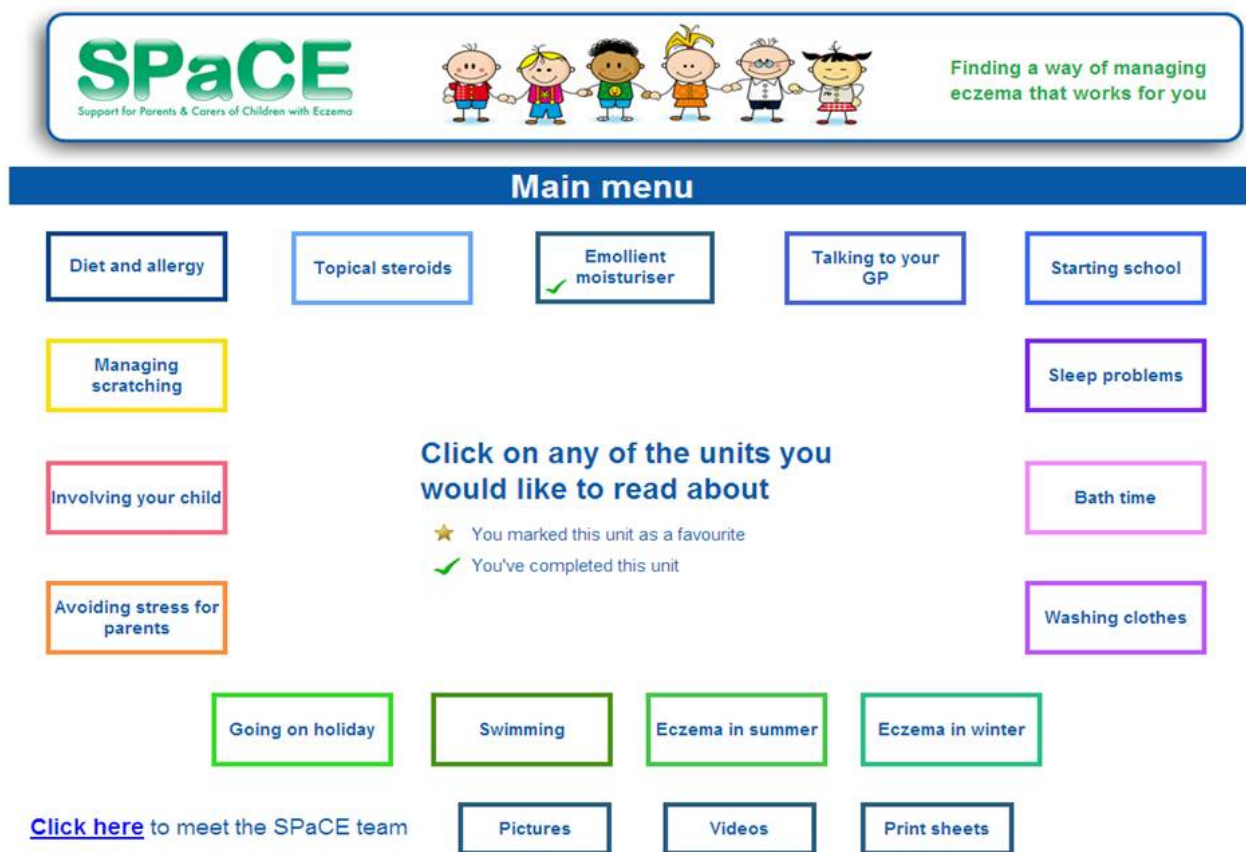 SPaCE
Support for Parents & Carers of Children with Eczema
Finding a way of managing
eczema that works for you
Main menu
Diet and allergy
Topical steroids
Emollient
moisturiser
Talking to your
GP
Starting school
Managing
scratching
Sleep problems
Click on any of the units you
would like to read about
You marked this unit as a favourite
You've completed this unit
Involving your child
Bath time
Avoiding stress for
parents
Washing clothes
Going on holiday
Swimming
Eczema in summer
Eczema in winter
Click here to meet the SPaCE team
Pictures
Videos
Print sheets